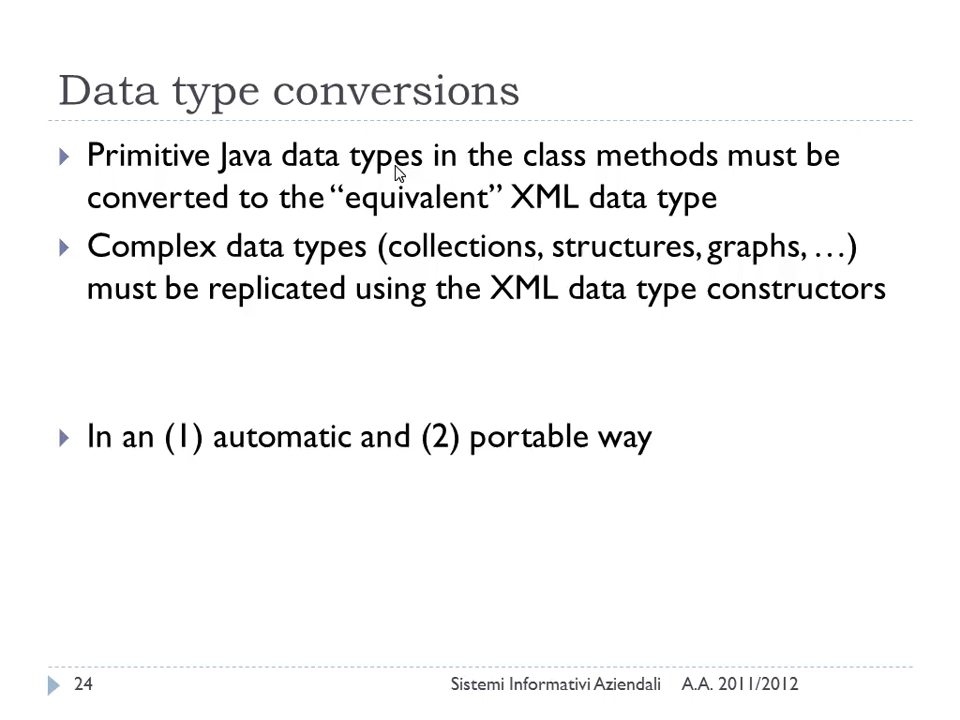 Data type conversions
Primitive Java data types in the class methods must be
converted to the “equivalent” XML data type
Complex data types (collections, structures, graphs, …)
must be replicated using the XML data type constructors
In an (1) automatic and (2) portable way
24 Sistemi Informativi Aziendali A.A. 2011/2012